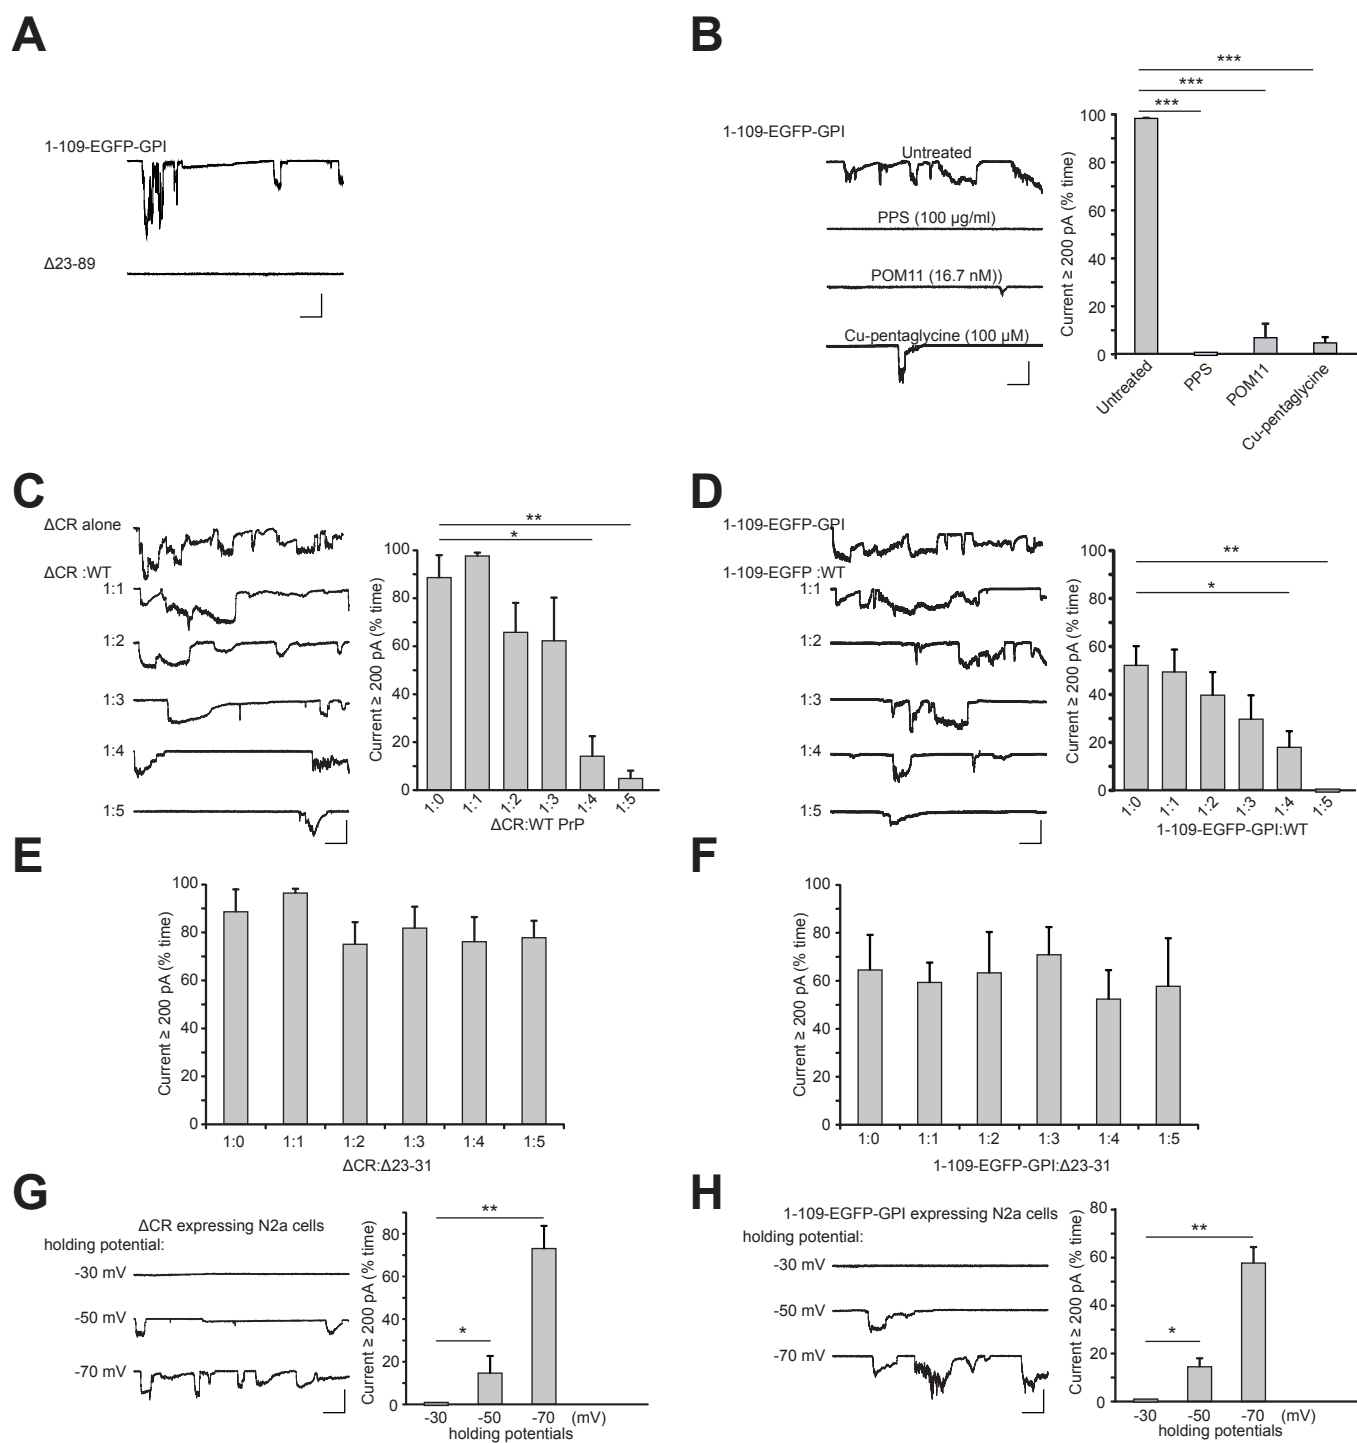 A
1-109-EGFP-GPI
Δ23-89
B
1-109-EGFP-GPI
Untreated
PPS (100 µg/ml)
POM11 (16.7 nM))
Cu-pentaglycine (100 µM)
***
***
***
Current ≥ 200 pA (% time)
100
80
60
40
20
0
Untreated
PPS
POM11
Cu-pentaglycine
C
ΔCR alone
ΔCR :WT
1:1
1:2
1:3
1:4
1:5
**
*
Current ≥ 200 pA (% time)
100
80
60
40
20
0
1:0 1:1 1:2 1:3 1:4 1:5
ΔCR:WT PrP
D
1-109-EGFP-GPI
1-109-EGFP :WT
1:1
1:2
1:3
1:4
1:5
**
*
Current ≥ 200 pA (% time)
100
80
60
40
20
0
1:0 1:1 1:2 1:3 1:4 1:5
1-109-EGFP-GPI:WT
E
Current ≥ 200 pA (% time)
100
80
60
40
20
0
1:0 1:1 1:2 1:3 1:4 1:5
ΔCR:Δ23-31
F
Current ≥ 200 pA (% time)
100
80
60
40
20
0
1:0 1:1 1:2 1:3 1:4 1:5
1-109-EGFP-GPI:Δ23-31
G
ΔCR expressing N2a cells
holding potential:
-30 mV
-50 mV
-70 mV
**
*
Current ≥ 200 pA (% time)
80
60
40
20
0
-30 -50 -70 (mV)
holding potentials
H
1-109-EGFP-GPI expressing N2a cells
holding potential:
-30 mV
-50 mV
-70 mV
**
*
Current ≥ 200 pA (% time)
80
60
40
20
0
-30 -50 -70 (mV)
holding potentials